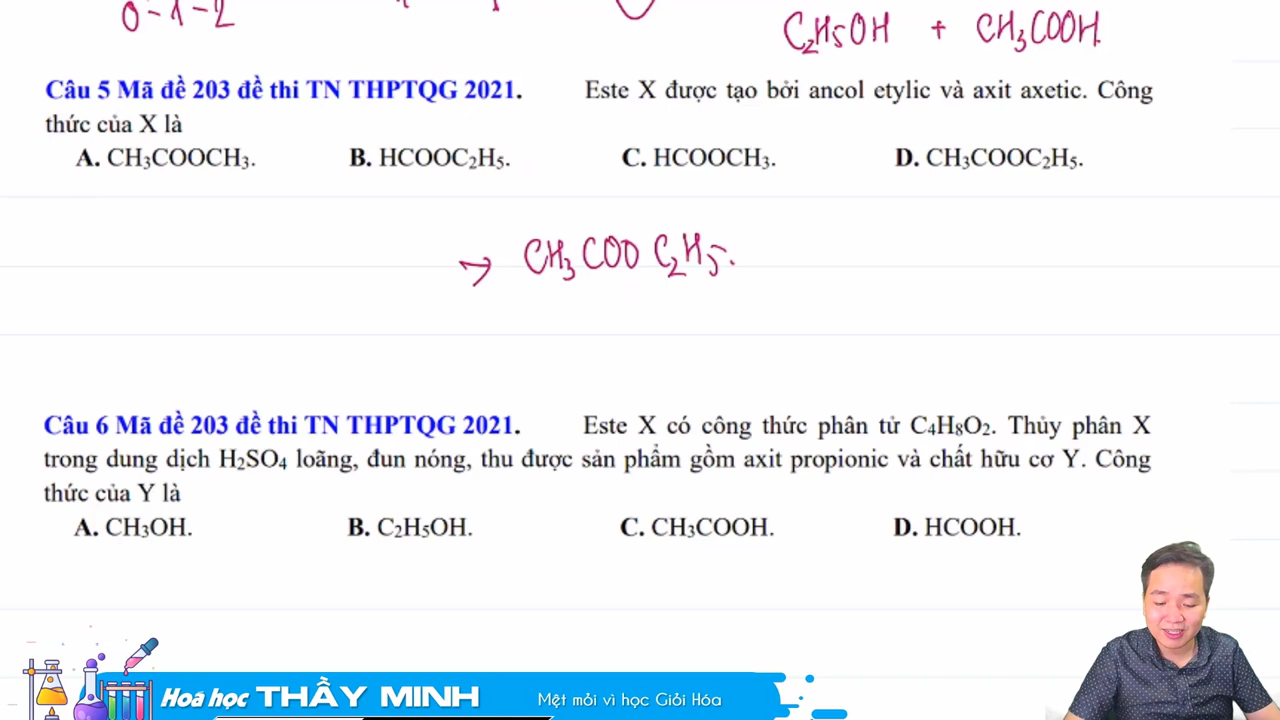 0-1-2
C2H5OH + CH3COOH.
Câu 5 Mã đề 203 đề thi TN THPTQG 2021. Este X được tạo bởi ancol etylic và axit axetic. Công
thức của X là
A. CH3COOCH3. B. HCOOC2H5. C. HCOOCH3. D. CH3COOC2H5.
→ CH3COOC2H5.
Câu 6 Mã đề 203 đề thi TN THPTQG 2021. Este X có công thức phân tử C4H8O2. Thủy phân X
trong dung dịch H2SO4 loãng, đun nóng, thu được sản phẩm gồm axit propionic và chất hữu cơ Y. Công
thức của Y là
A. CH3OH. B. C2H5OH. C. CH3COOH. D. HCOOH.
Hoá học THẦY MINH Mệt mỏi vì học Giỏi Hóa